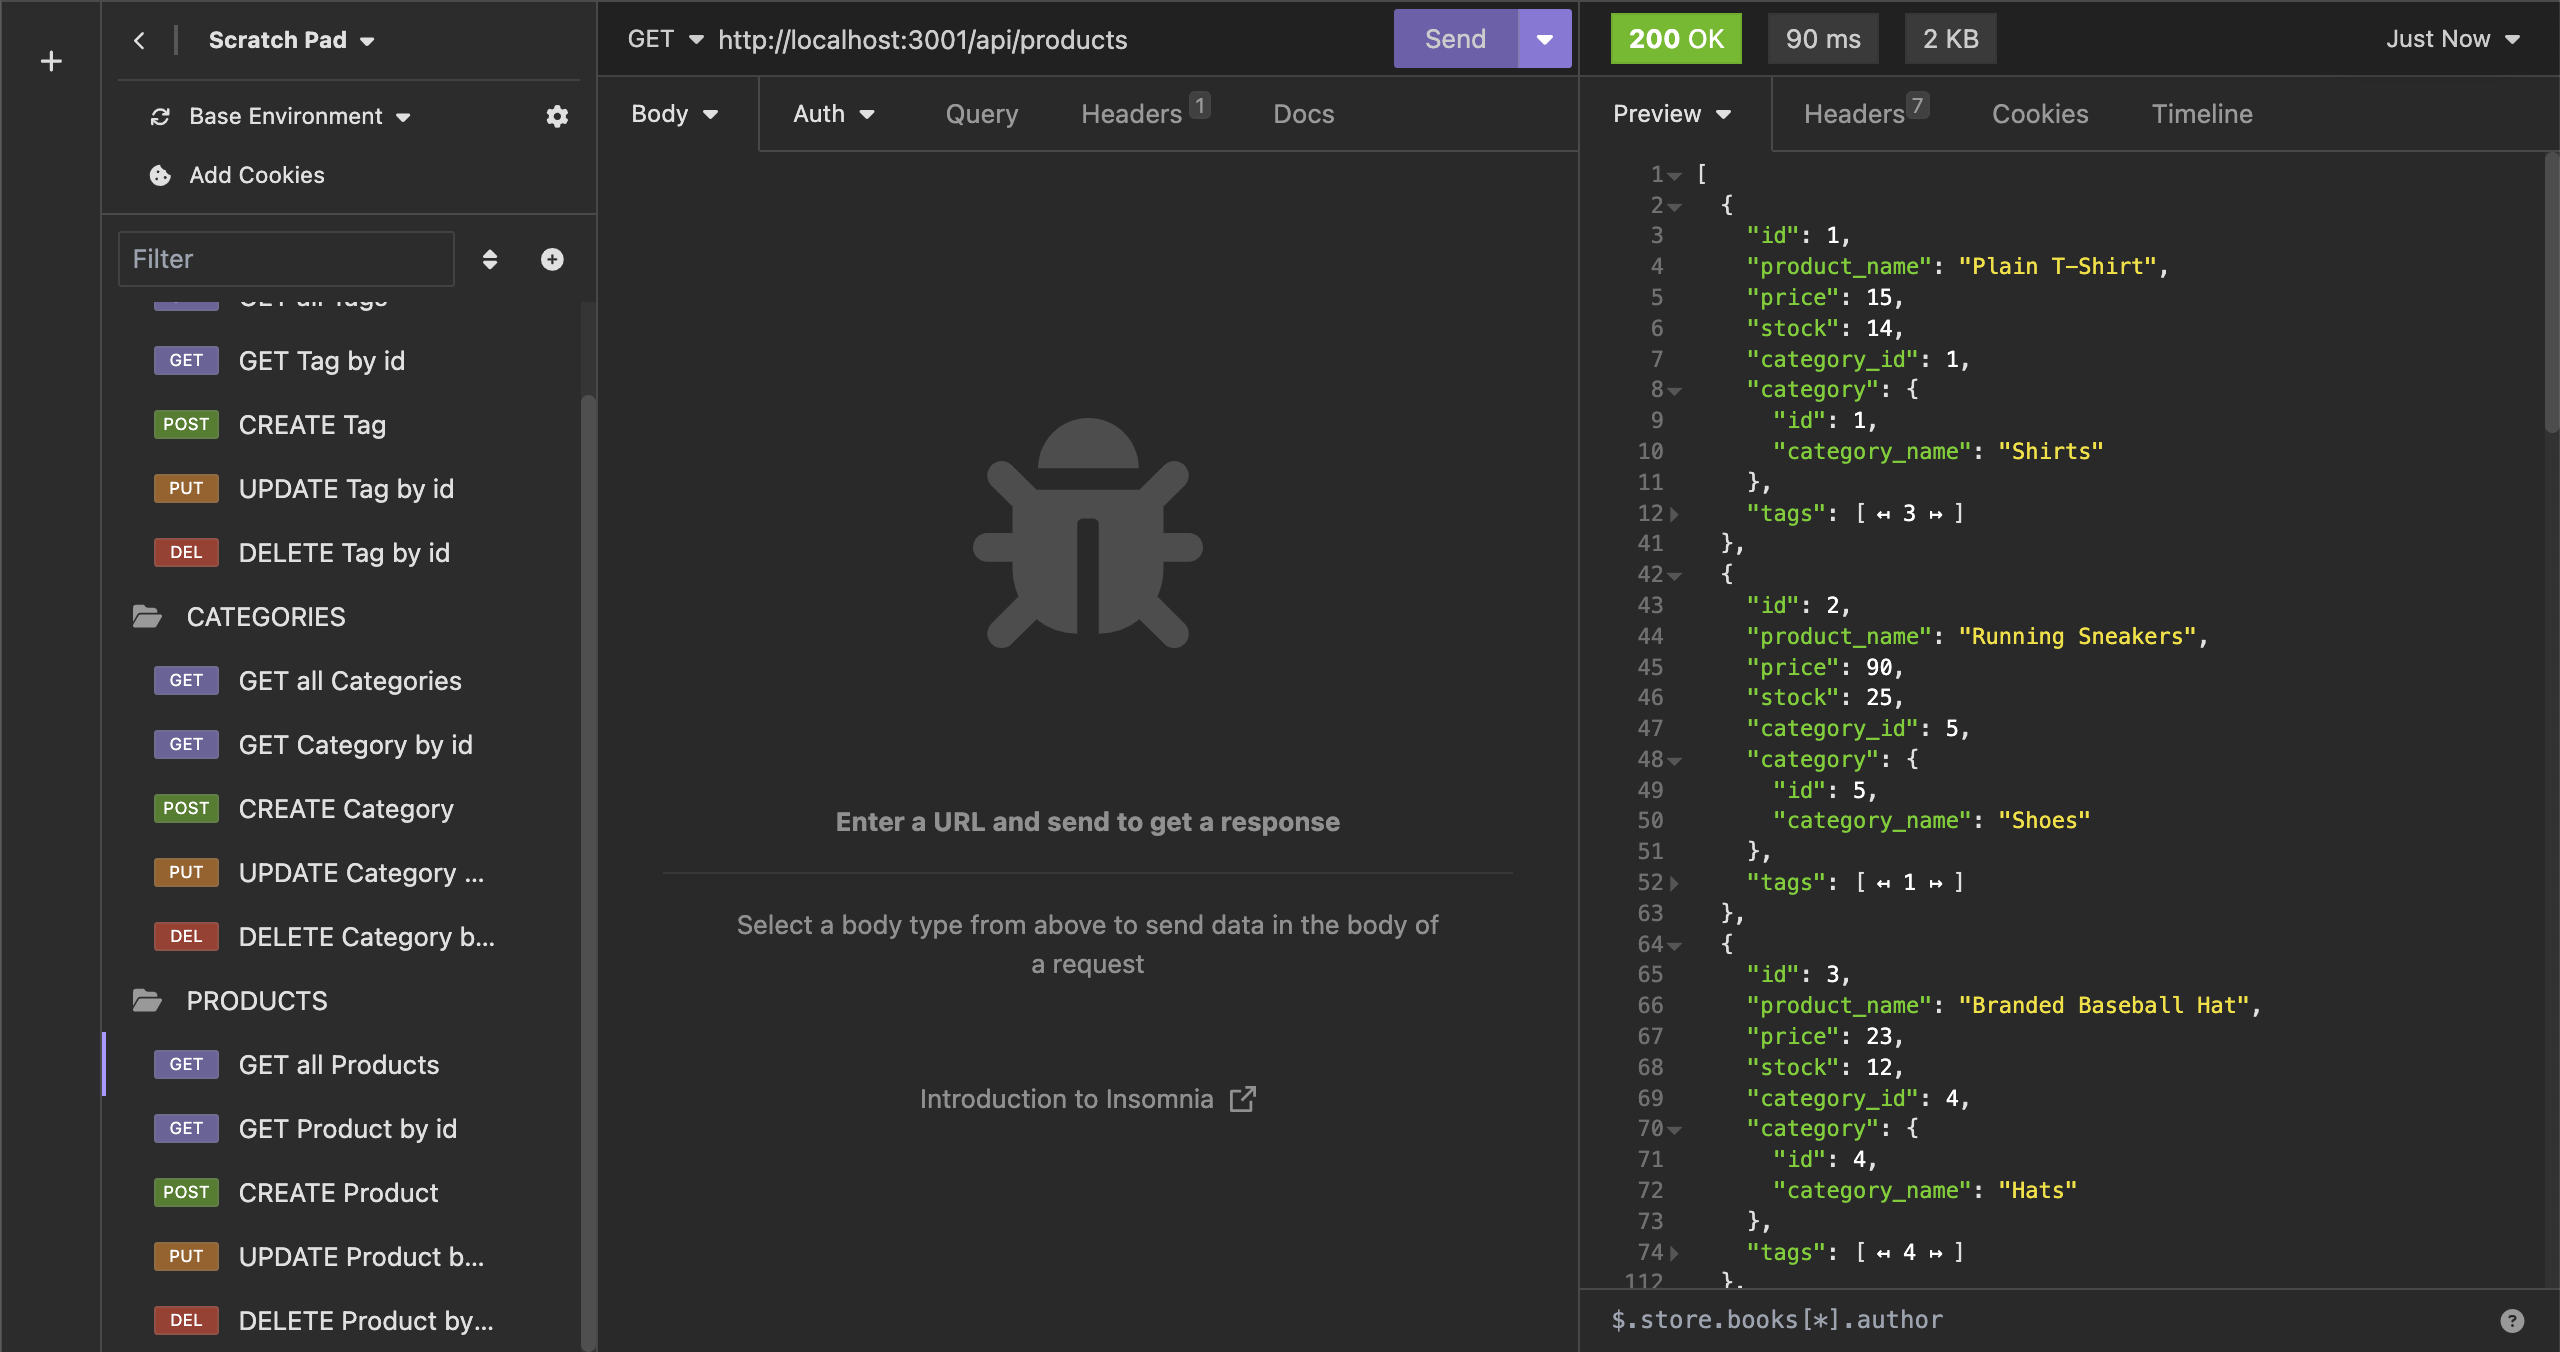 +
Scratch Pad
Base Environment
Add Cookies
Filter
GET all Tags
GET GET Tag by id
POST CREATE Tag
PUT UPDATE Tag by id
DEL DELETE Tag by id
CATEGORIES
GET GET all Categories
GET GET Category by id
POST CREATE Category
PUT UPDATE Category ...
DEL DELETE Category b...
PRODUCTS
GET GET all Products
GET GET Product by id
POST CREATE Product
PUT UPDATE Product b...
DEL DELETE Product by...
GET http://localhost:3001/api/products Send
Body Auth Query Headers 1 Docs
Enter a URL and send to get a response
Select a body type from above to send data in the body of
a request
Introduction to Insomnia
200 OK 90 ms 2 KB Just Now
Preview Headers 7 Cookies Timeline
1 [
2 {
3 "id": 1,
4 "product_name": "Plain T-Shirt",
5 "price": 15,
6 "stock": 14,
7 "category_id": 1,
8 "category": {
9 "id": 1,
10 "category_name": "Shirts"
11 },
12 "tags": [ ↤ 3 ↦ ]
41 },
42 {
43 "id": 2,
44 "product_name": "Running Sneakers",
45 "price": 90,
46 "stock": 25,
47 "category_id": 5,
48 "category": {
49 "id": 5,
50 "category_name": "Shoes"
51 },
52 "tags": [ ↤ 1 ↦ ]
63 },
64 {
65 "id": 3,
66 "product_name": "Branded Baseball Hat",
67 "price": 23,
68 "stock": 12,
69 "category_id": 4,
70 "category": {
71 "id": 4,
72 "category_name": "Hats"
73 },
74 "tags": [ ↤ 4 ↦ ]
112 },
$.store.books[*].author ?